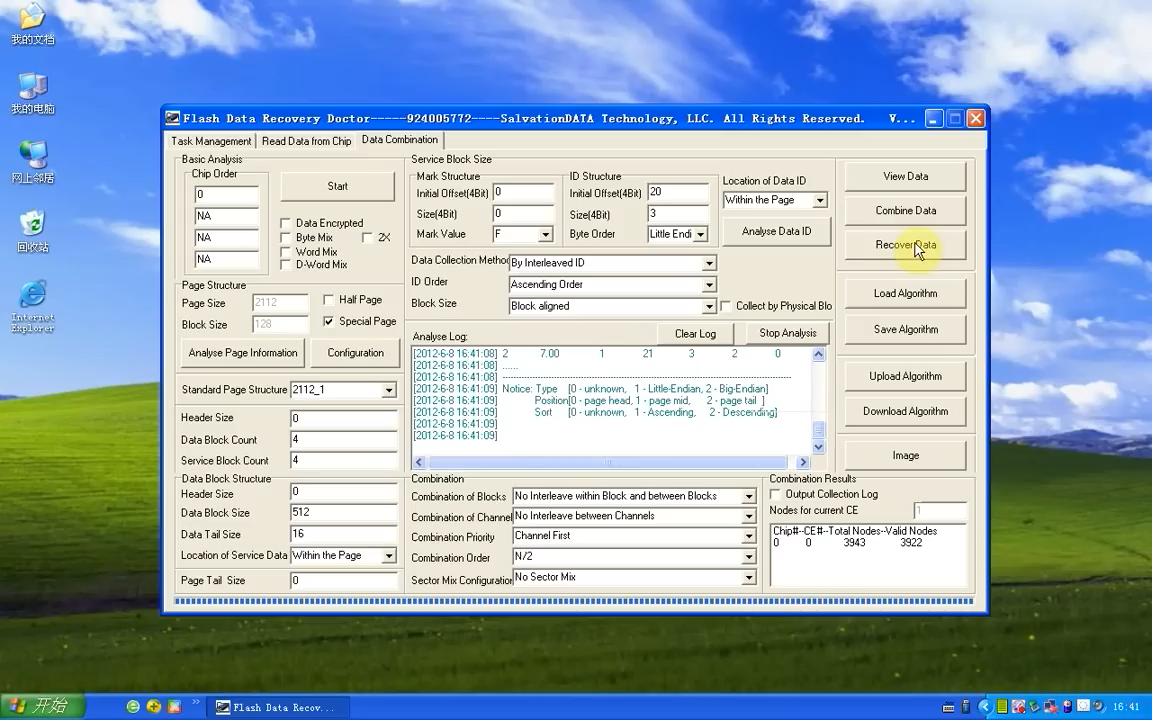 我的文档
我的电脑
网上邻居
回收站
Internet
Explorer
Flash Data Recovery Doctor-----924005772----SalvationDATA Technology, LLC. All Rights Reserved. V...
Task Management
Read Data from Chip
Data Combination
Basic Analysis
Chip Order
0
NA
NA
NA
Start
Data Encrypted
Byte Mix
2X
Word Mix
D-Word Mix
Page Structure
Page Size 2112
Half Page
Block Size 128
Special Page
Analyse Page Information
Configuration
Standard Page Structure 2112_1
Header Size 0
Data Block Count 4
Service Block Count 4
Data Block Structure
Header Size 0
Data Block Size 512
Data Tail Size 16
Location of Service Data Within the Page
Page Tail Size 0
Service Block Size
Mark Structure
Initial Offset(4Bit) 0
Size(4Bit) 0
Mark Value F
ID Structure
Initial Offset(4Bit) 20
Size(4Bit) 3
Byte Order Little Endi
Location of Data ID
Within the Page
Analyse Data ID
Data Collection Method By Interleaved ID
ID Order Ascending Order
Block Size Block aligned
Collect by Physical Blo
Analyse Log:
Clear Log
Stop Analysis
[2012-6-8 16:41:08] 2 7.00 1 21 3 2 0
[2012-6-8 16:41:08] ......
[2012-6-8 16:41:09] ----------------------------------------------------------------
[2012-6-8 16:41:09] Notice: Type [0 - unknown, 1 - Little-Endian, 2 - Big-Endian]
[2012-6-8 16:41:09] Position[0 - page head, 1 - page mid, 2 - page tail ]
[2012-6-8 16:41:09] Sort [0 - unknown, 1 - Ascending, 2 - Descending]
[2012-6-8 16:41:09]
[2012-6-8 16:41:09]
Combination
Combination of Blocks No Interleave within Block and between Blocks
Combination of Channel No Interleave between Channels
Combination Priority Channel First
Combination Order N/2
Sector Mix Configuration No Sector Mix
Combination Results
Output Collection Log
Nodes for current CE 1
Chip#--CE#--Total Nodes--Valid Nodes
0 0 3943 3922
View Data
Combine Data
Recover Data
Load Algorithm
Save Algorithm
Upload Algorithm
Download Algorithm
Image
开始
Flash Data Recov...
16:41